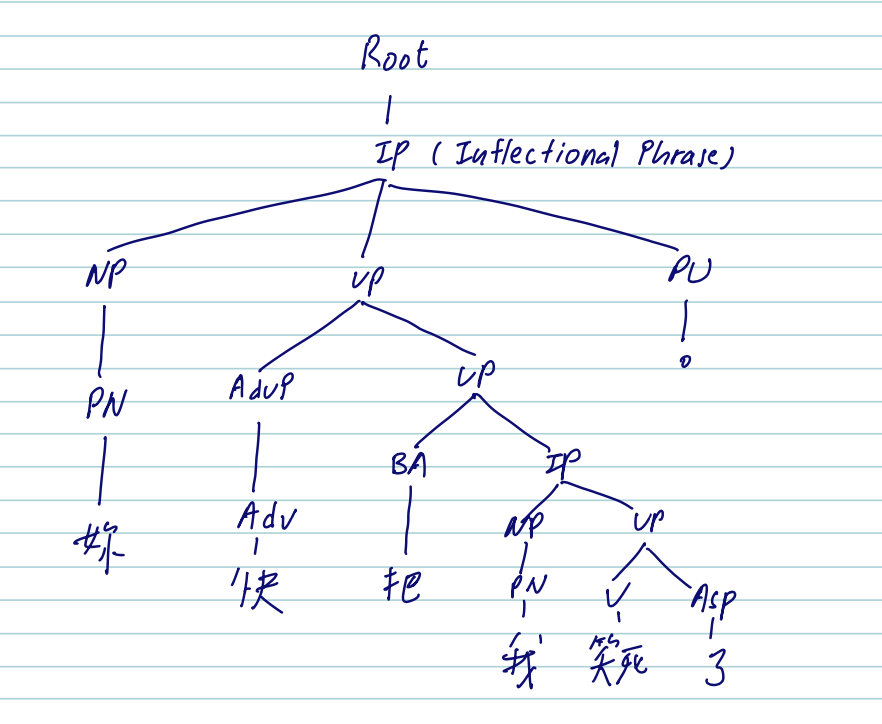 Root
IP (Inflectional Phrase)
NP VP PU
。
PN AdvP VP
BA IP
Adv NP VP
妳 快 把 PN V Asp
我 笑死 了